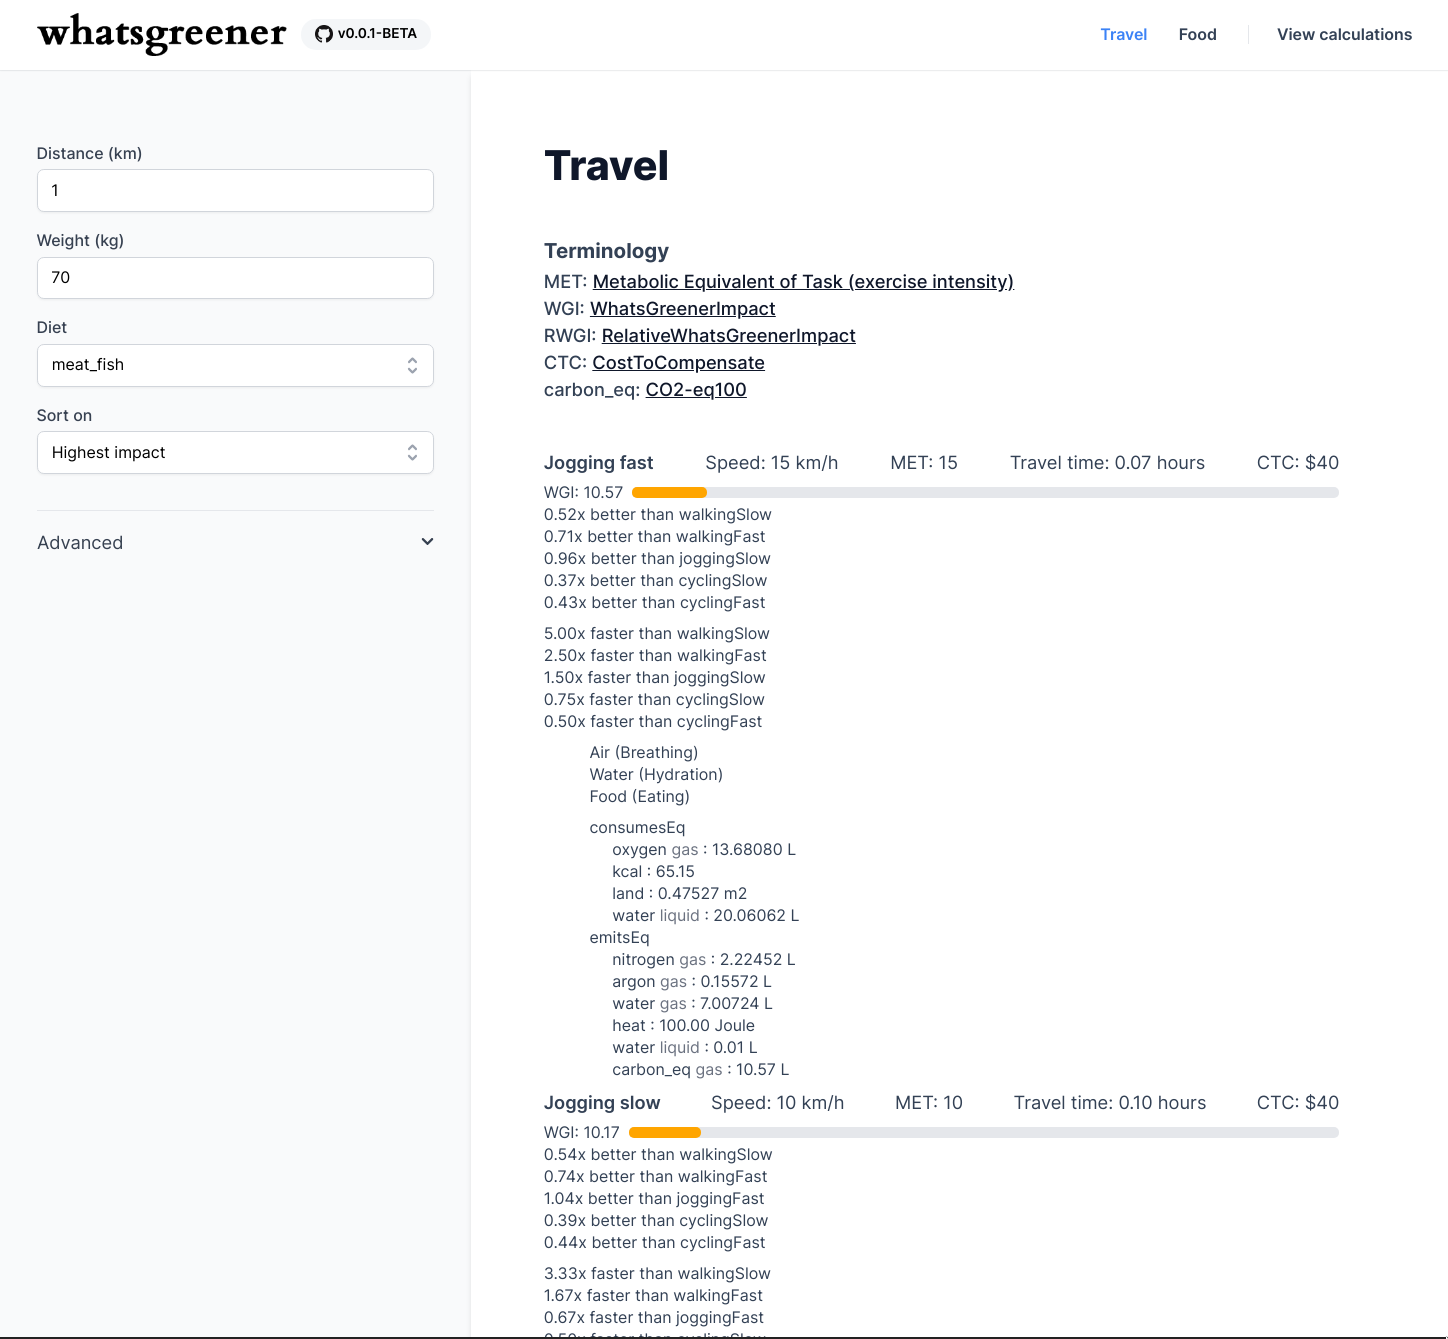 whatsgreener v0.0.1-BETA Travel Food View calculations
Distance (km)
1
Weight (kg)
70
Diet
meat_fish
Sort on
Highest impact
Advanced
Travel
Terminology
MET: Metabolic Equivalent of Task (exercise intensity)
WGI: WhatsGreenerImpact
RWGI: RelativeWhatsGreenerImpact
CTC: CostToCompensate
carbon_eq: CO2-eq100
Jogging fast Speed: 15 km/h MET: 15 Travel time: 0.07 hours CTC: $40
WGI: 10.57
0.52x better than walkingSlow
0.71x better than walkingFast
0.96x better than joggingSlow
0.37x better than cyclingSlow
0.43x better than cyclingFast
5.00x faster than walkingSlow
2.50x faster than walkingFast
1.50x faster than joggingSlow
0.75x faster than cyclingSlow
0.50x faster than cyclingFast
Air (Breathing)
Water (Hydration)
Food (Eating)
consumesEq
oxygen gas : 13.68080 L
kcal : 65.15
land : 0.47527 m2
water liquid : 20.06062 L
emitsEq
nitrogen gas : 2.22452 L
argon gas : 0.15572 L
water gas : 7.00724 L
heat : 100.00 Joule
water liquid : 0.01 L
carbon_eq gas : 10.57 L
Jogging slow Speed: 10 km/h MET: 10 Travel time: 0.10 hours CTC: $40
WGI: 10.17
0.54x better than walkingSlow
0.74x better than walkingFast
1.04x better than joggingFast
0.39x better than cyclingSlow
0.44x better than cyclingFast
3.33x faster than walkingSlow
1.67x faster than walkingFast
0.67x faster than joggingFast